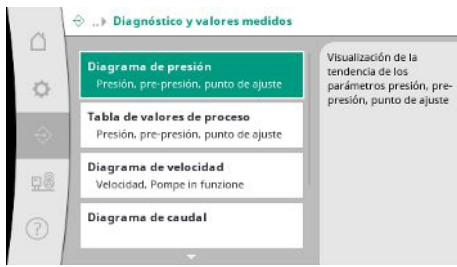 ..▸ Diagnóstico y valores medidos
Diagrama de presión
Presión, pre-presión, punto de ajuste
Tabla de valores de proceso
Presión, pre-presión, punto de ajuste
Diagrama de velocidad
Velocidad, Pompe in funzione
Diagrama de caudal
Visualización de la
tendencia de los
parámetros presión, pre-
presión, punto de ajuste